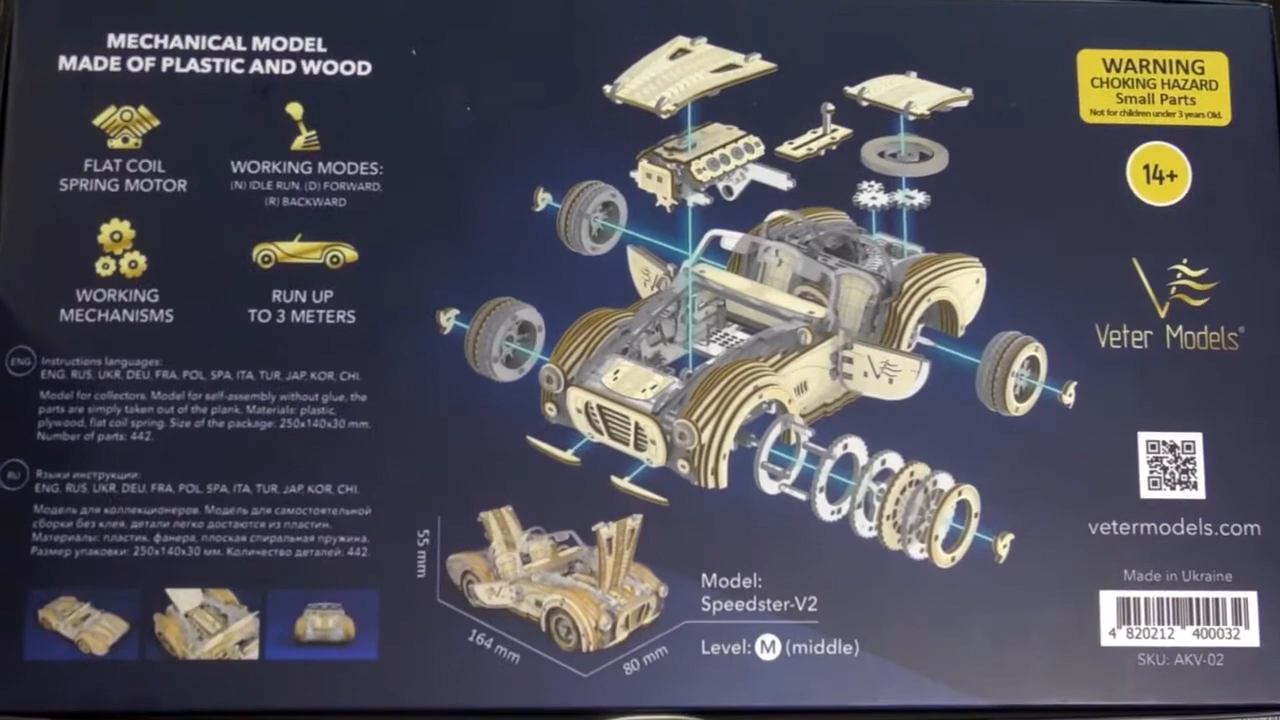 MECHANICAL MODEL
MADE OF PLASTIC AND WOOD
FLAT COIL
SPRING MOTOR
WORKING MODES:
(N) IDLE RUN, (D) FORWARD,
(R) BACKWARD
WORKING
MECHANISMS
RUN UP
TO 3 METERS
ENG
Instructions languages:
ENG, RUS, UKR, DEU, FRA, POL, SPA, ITA, TUR, JAP, KOR, CHI.
Model for collectors. Model for self-assembly without glue, the
parts are simply taken out of the plank. Materials: plastic,
plywood, flat coil spring. Size of the package: 250x140x30 mm.
Number of parts: 442.
RU
Языки инструкции:
ENG, RUS, UKR, DEU, FRA, POL, SPA, ITA, TUR, JAP, KOR, CHI.
Модель для коллекционеров. Модель для самостоятельной
сборки без клея, детали легко достаются из пластин.
Материалы: пластик, фанера, плоская спиральная пружина.
Размер упаковки: 250x140x30 мм. Количество деталей: 442.
55 mm
164 mm
80 mm
Model:
Speedster-V2
Level: M (middle)
WARNING
CHOKING HAZARD
Small Parts
Not for children under 3 years Old.
14+
Veter Models®
vetermodels.com
Made in Ukraine
4 820212 400032
SKU: AKV-02